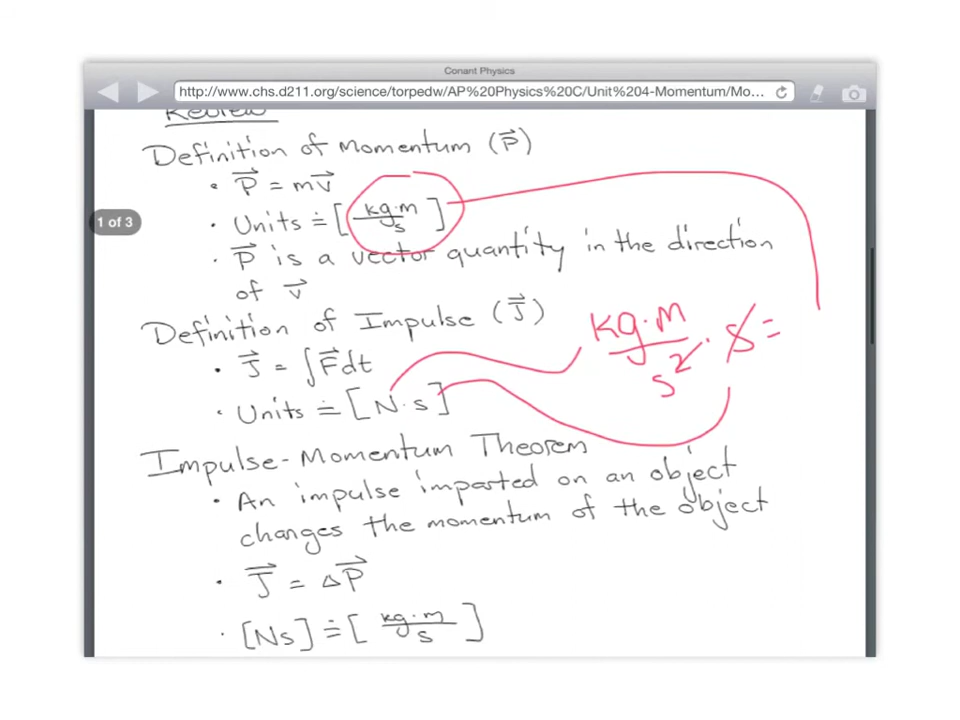 Conant Physics
http://www.chs.d211.org/science/torpedw/AP%20Physics%20C/Unit%204-Momentum/Mo...
Review
Definition of Momentum (P⃗)
• P⃗ = mv⃗
1 of 3
• Units ≐ [kg·m/s]
• P⃗ is a vector quantity in the direction
of v⃗
Definition of Impulse (J⃗)
• J⃗ = ∫F⃗dt
kg·m/s² · s =
• Units ≐ [N·s]
Impulse-Momentum Theorem
• An impulse imparted on an object
changes the momentum of the object
• J⃗ = ΔP⃗
• [Ns] ≐ [kg·m/s]